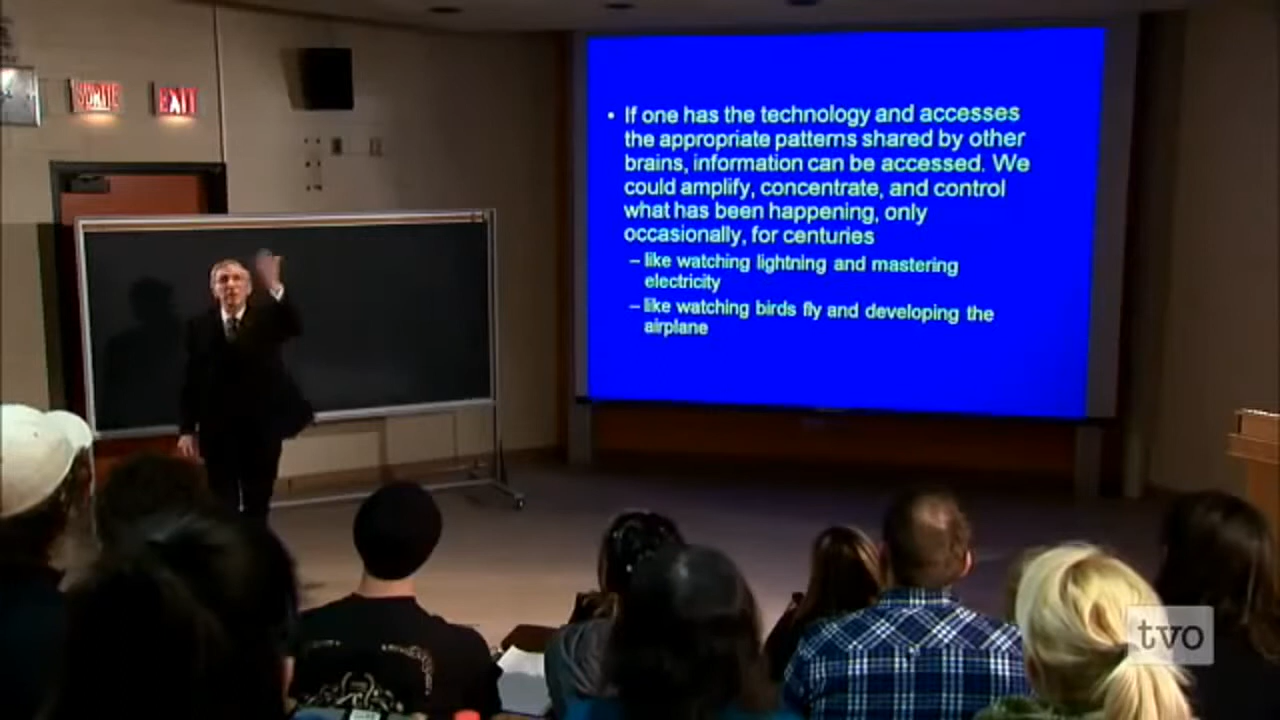 SORTIE
EXIT
• If one has the technology and accesses
the appropriate patterns shared by other
brains, information can be accessed. We
could amplify, concentrate, and control
what has been happening, only
occasionally, for centuries
– like watching lightning and mastering
electricity
– like watching birds fly and developing the
airplane
tvo